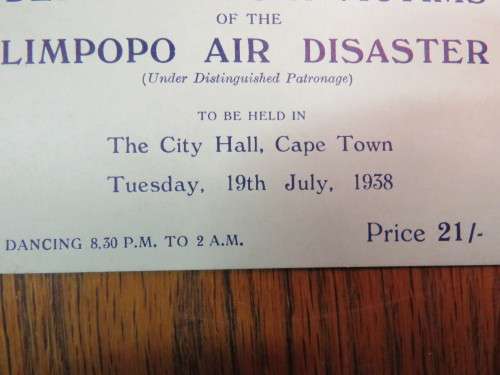 VICTIMS
OF THE
LIMPOPO AIR DISASTER
(Under Distinguished Patronage)
TO BE HELD IN
The City Hall, Cape Town
Tuesday, 19th July, 1938
DANCING 8.30 P.M. TO 2 A.M.
Price 21/-